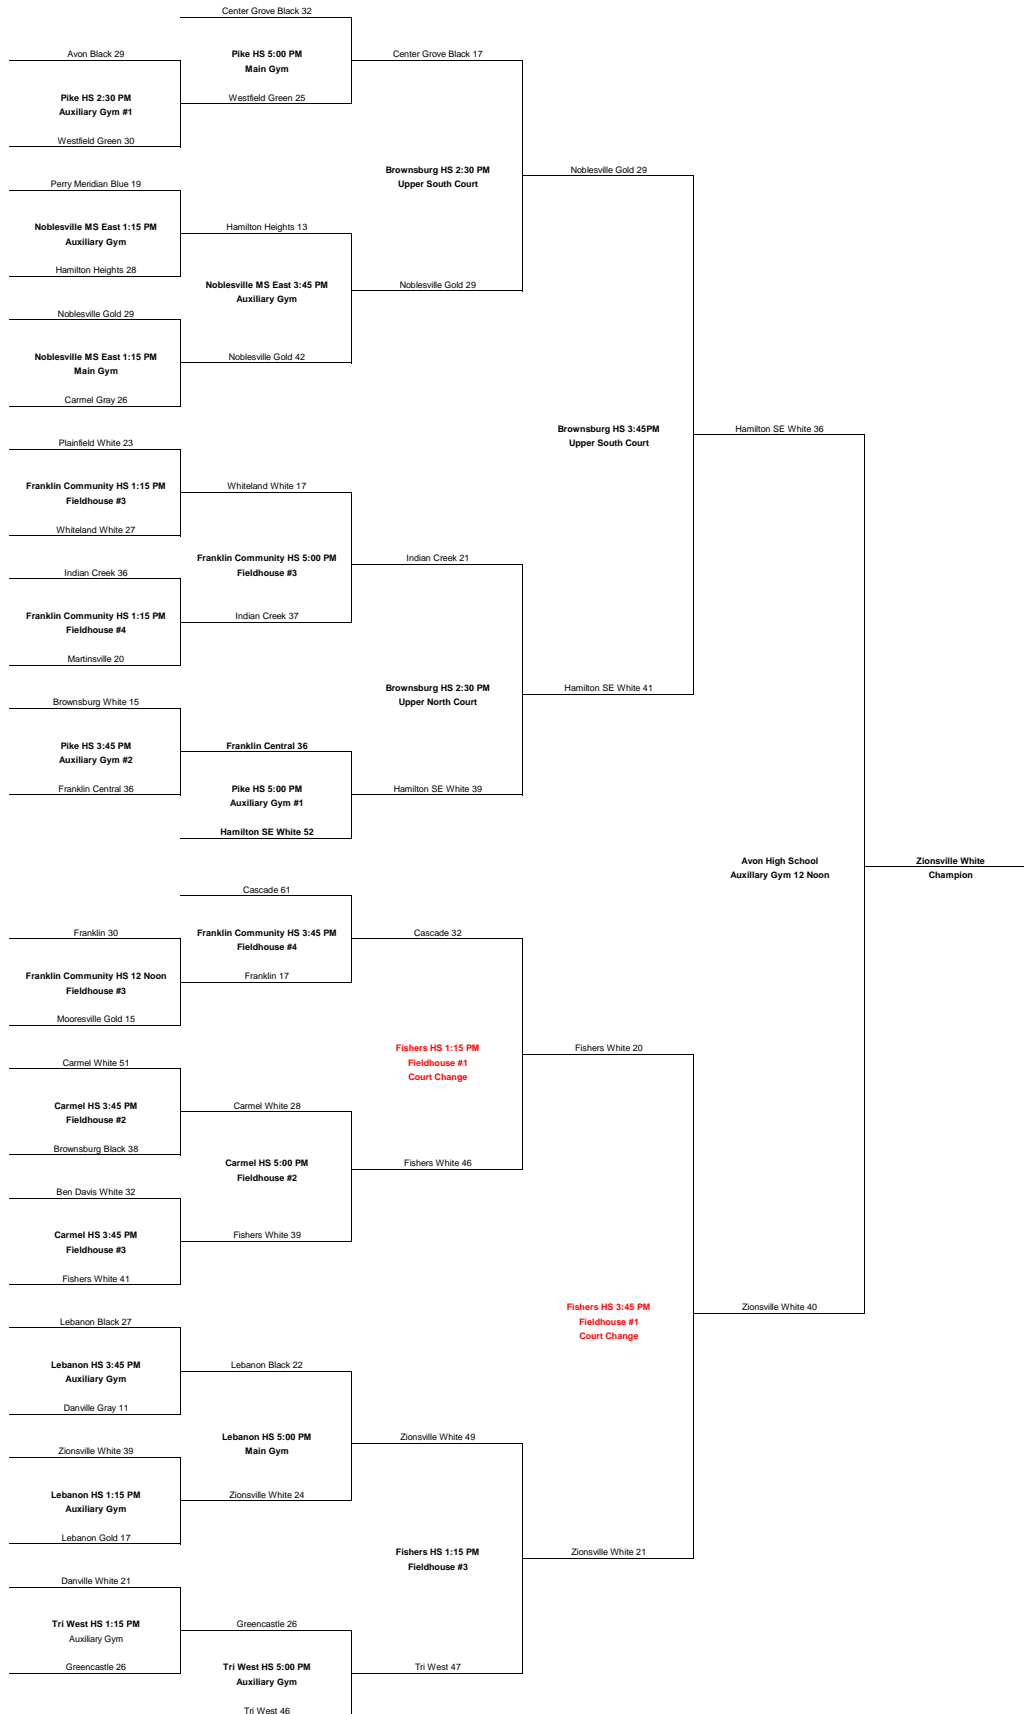 Center Grove Black 32
Avon Black 29
Pike HS 5:00 PM
Main Gym
Center Grove Black 17
Pike HS 2:30 PM
Auxiliary Gym #1
Westfield Green 25
Westfield Green 30
Brownsburg HS 2:30 PM
Upper South Court
Noblesville Gold 29
Perry Meridian Blue 19
Noblesville MS East 1:15 PM
Auxiliary Gym
Hamilton Heights 13
Hamilton Heights 28
Noblesville MS East 3:45 PM
Auxiliary Gym
Noblesville Gold 29
Noblesville Gold 29
Noblesville MS East 1:15 PM
Main Gym
Noblesville Gold 42
Carmel Gray 26
Brownsburg HS 3:45PM
Upper South Court
Hamilton SE White 36
Plainfield White 23
Franklin Community HS 1:15 PM
Fieldhouse #3
Whiteland White 17
Whiteland White 27
Franklin Community HS 5:00 PM
Fieldhouse #3
Indian Creek 21
Indian Creek 36
Franklin Community HS 1:15 PM
Fieldhouse #4
Indian Creek 37
Martinsville 20
Brownsburg HS 2:30 PM
Upper North Court
Hamilton SE White 41
Brownsburg White 15
Pike HS 3:45 PM
Auxiliary Gym #2
Franklin Central 36
Franklin Central 36
Pike HS 5:00 PM
Auxiliary Gym #1
Hamilton SE White 39
Hamilton SE White 52
Avon High School
Auxillary Gym 12 Noon
Zionsville White
Champion
Cascade 61
Franklin 30
Franklin Community HS 3:45 PM
Fieldhouse #4
Cascade 32
Franklin Community HS 12 Noon
Fieldhouse #3
Franklin 17
Mooresville Gold 15
Fishers HS 1:15 PM
Fieldhouse #1
Court Change
Fishers White 20
Carmel White 51
Carmel HS 3:45 PM
Fieldhouse #2
Carmel White 28
Brownsburg Black 38
Carmel HS 5:00 PM
Fieldhouse #2
Fishers White 46
Ben Davis White 32
Carmel HS 3:45 PM
Fieldhouse #3
Fishers White 39
Fishers White 41
Fishers HS 3:45 PM
Fieldhouse #1
Court Change
Zionsville White 40
Lebanon Black 27
Lebanon HS 3:45 PM
Auxiliary Gym
Lebanon Black 22
Danville Gray 11
Lebanon HS 5:00 PM
Main Gym
Zionsville White 49
Zionsville White 39
Lebanon HS 1:15 PM
Auxiliary Gym
Zionsville White 24
Lebanon Gold 17
Fishers HS 1:15 PM
Fieldhouse #3
Zionsville White 21
Danville White 21
Tri West HS 1:15 PM
Auxiliary Gym
Greencastle 26
Greencastle 26
Tri West HS 5:00 PM
Auxiliary Gym
Tri West 47
Tri West 46